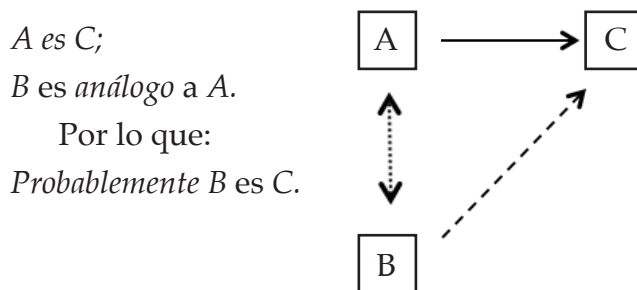 A es C;
B es análogo a A.
Por lo que:
Probablemente B es C.
A
C
B